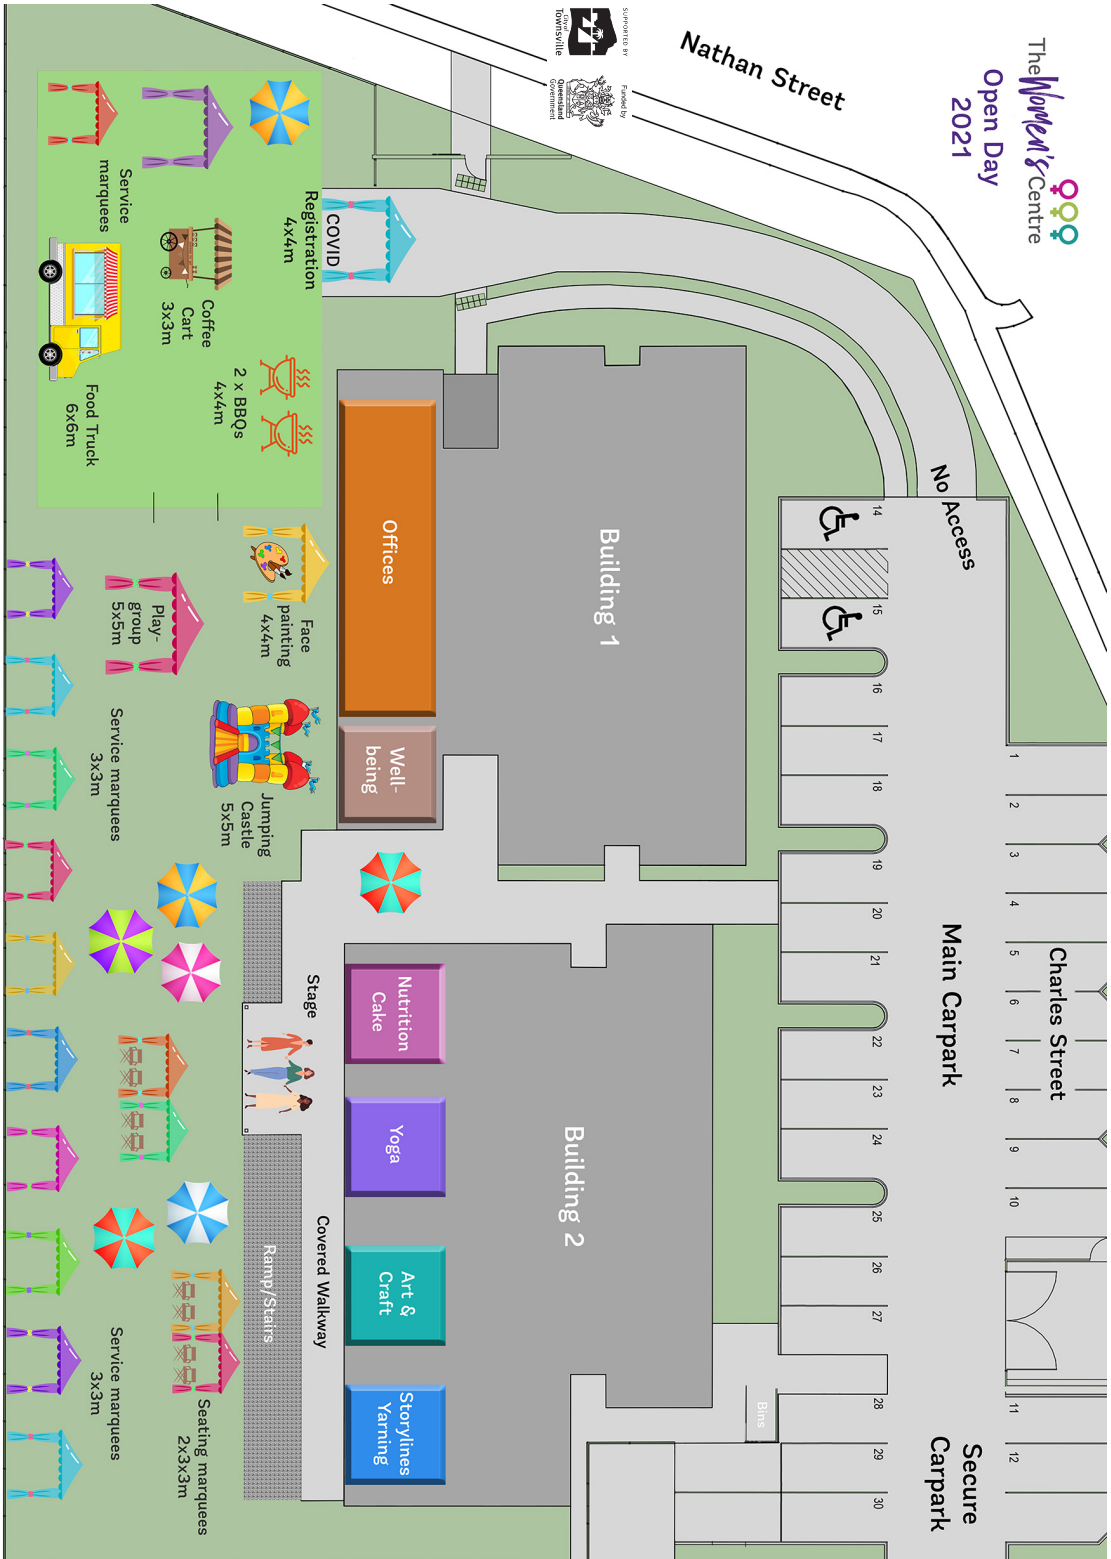 The Women's Centre
Open Day
2021
Nathan Street
SUPPORTED BY
City of
Townsville
Funded by
Queensland
Government
No Access
Charles Street
Main Carpark
Secure
Carpark
1
2
3
4
5
6
7
8
9
10
11
12
14
15
16
17
18
19
20
21
22
23
24
25
26
27
28
29
30
Bins
Building 1
Building 2
Offices
Well-
being
Nutrition
Cake
Yoga
Art &
Craft
Storylines
Yarning
COVID
Registration
4x4m
Service
marquees
Coffee
Cart
3x3m
2 x BBQs
4x4m
Food Truck
6x6m
Face
painting
4x4m
Play-
group
5x5m
Jumping
Castle
5x5m
Service marquees
3x3m
Stage
Covered Walkway
Ramp/Stairs
Seating marquees
2x3x3m
Service marquees
3x3m